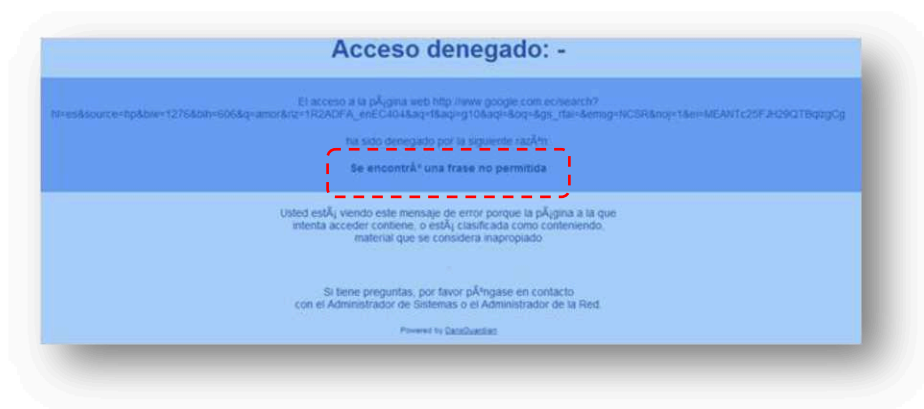 Acceso denegado: -
El acceso a la pÃ¡gina web http://www.google.com.ec/search?
hl=es&source=hp&biw=1276&bih=606&q=amor&rlz=1R2ADFA_enEC404&aq=f&aqi=g10&aql=&oq=&gs_rfai=&emsg=NCSR&noj=1&ei=MEANTc25FJH29QTBqIzgCg
ha sido denegado por la siguiente razÃ³n:
Se encontrÃ³ una frase no permitida
Usted estÃ¡ viendo este mensaje de error porque la pÃ¡gina a la que
intenta acceder contiene, o estÃ¡ clasificada como conteniendo,
material que se considera inapropiado
.
Si tiene preguntas, por favor pÃ³ngase en contacto
con el Administrador de Sistemas o el Administrador de la Red.
Powered by DansGuardian